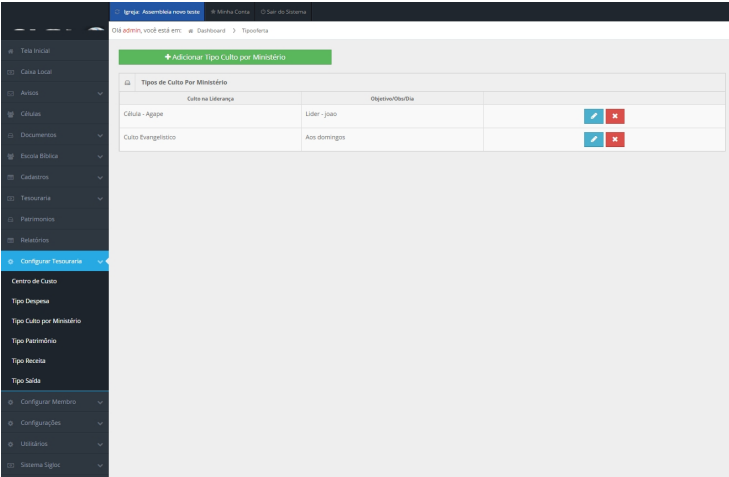 Igreja: Assembleia novo teste
Minha Conta
Sair do Sistema
Olá admin, você está em: Dashboard > Tipooferta
Tela Inicial
Caixa Local
Avisos
Células
Documentos
Escola Bíblica
Cadastros
Tesouraria
Patrimonios
Relatórios
Configurar Tesouraria
Centro de Custo
Tipo Despesa
Tipo Culto por Ministério
Tipo Patrimônio
Tipo Receita
Tipo Saída
Configurar Membro
Configurações
Utilitários
Sistema Sigloc
+ Adicionar Tipo Culto por Ministério
Tipos de Culto Por Ministério
Culto na Liderança Objetivo/Obs/Dia
Célula - Agape Lider - joao
Culto Evangelistico Aos domingos